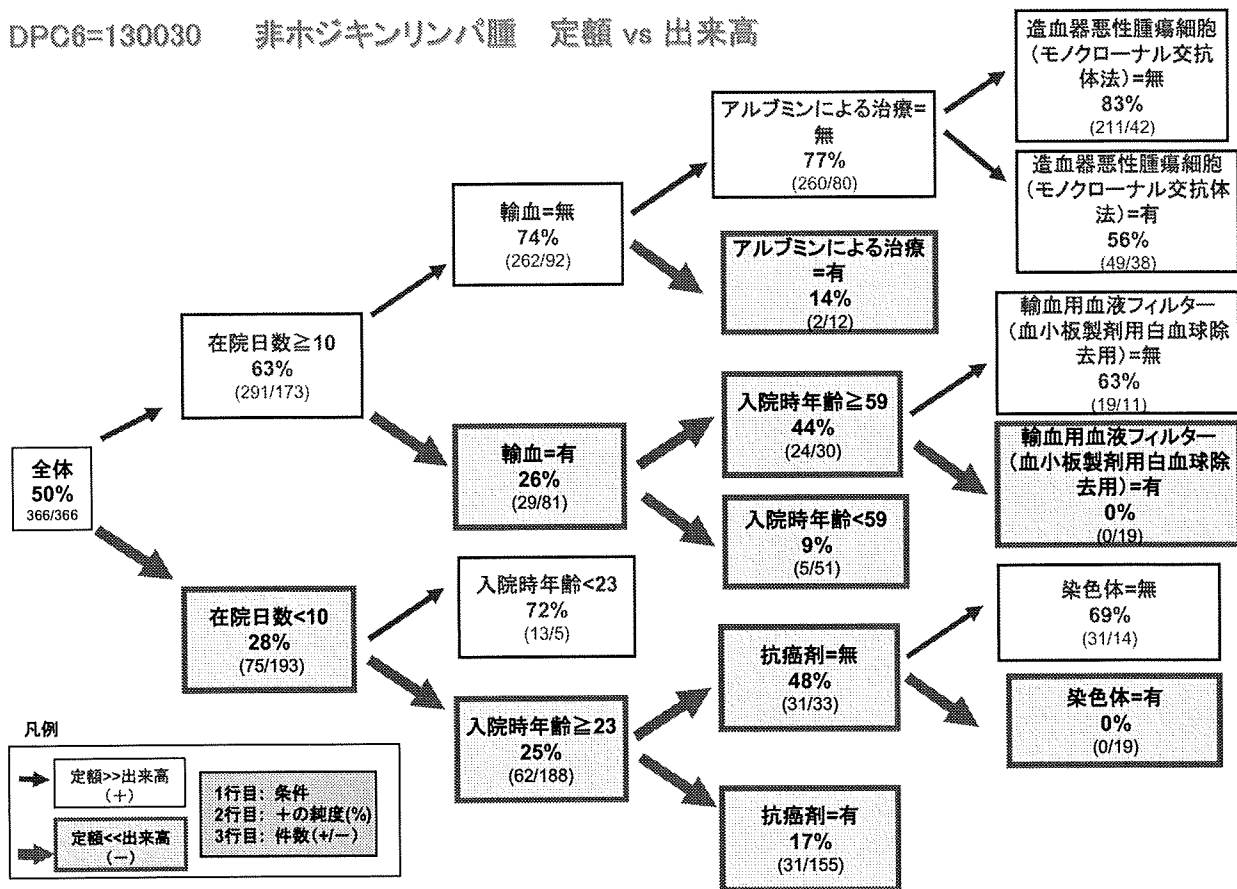 DPC6=130030 非ホジキンリンパ腫 定額 vs 出来高
全体
50%
366/366
在院日数≧10
63%
(291/173)
在院日数<10
28%
(75/193)
輸血=無
74%
(262/92)
輸血=有
26%
(29/81)
入院時年齢<23
72%
(13/5)
入院時年齢≧23
25%
(62/188)
アルブミンによる治療=
無
77%
(260/80)
アルブミンによる治療
=有
14%
(2/12)
入院時年齢≧59
44%
(24/30)
入院時年齢<59
9%
(5/51)
抗癌剤=無
48%
(31/33)
抗癌剤=有
17%
(31/155)
造血器悪性腫瘍細胞
(モノクローナル交抗
体法)=無
83%
(211/42)
造血器悪性腫瘍細胞
(モノクローナル交抗体
法)=有
56%
(49/38)
輸血用血液フィルター
(血小板製剤用白血球除
去用)=無
63%
(19/11)
輸血用血液フィルター
(血小板製剤用白血球除
去用)=有
0%
(0/19)
染色体=無
69%
(31/14)
染色体=有
0%
(0/19)
凡例
定額>>出来高
(+)
定額<<出来高
(−)
1行目: 条件
2行目: +の純度(%)
3行目: 件数(+/−)